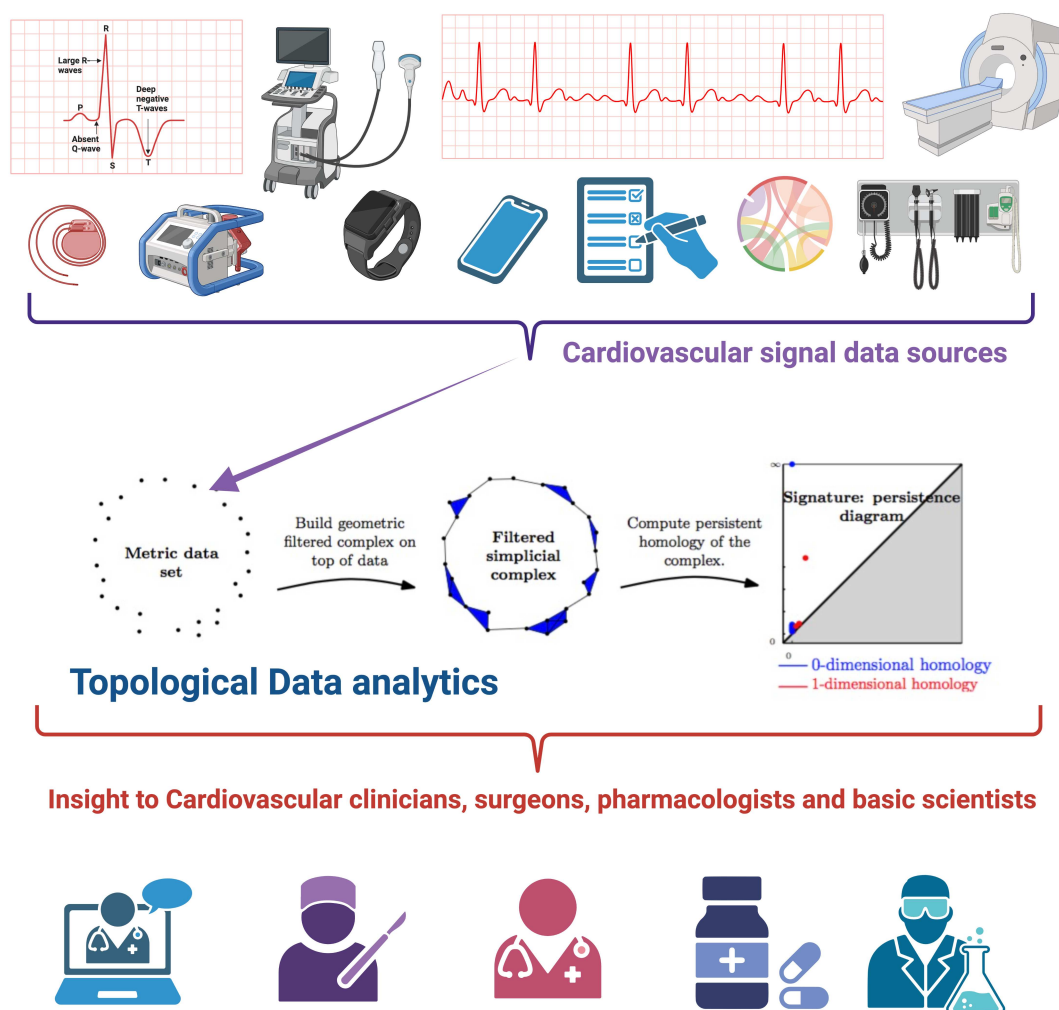 R
Large R-
waves
P
Deep
negative
T-waves
Absent
Q-wave
S
T
Cardiovascular signal data sources
Metric data
set
Build geometric
filtered complex on
top of data
Filtered
simplicial
complex
Compute persistent
homology of the
complex.
∞
Signature: persistence
diagram
0
0
0-dimensional homology
1-dimensional homology
Topological Data analytics
Insight to Cardiovascular clinicians, surgeons, pharmacologists and basic scientists